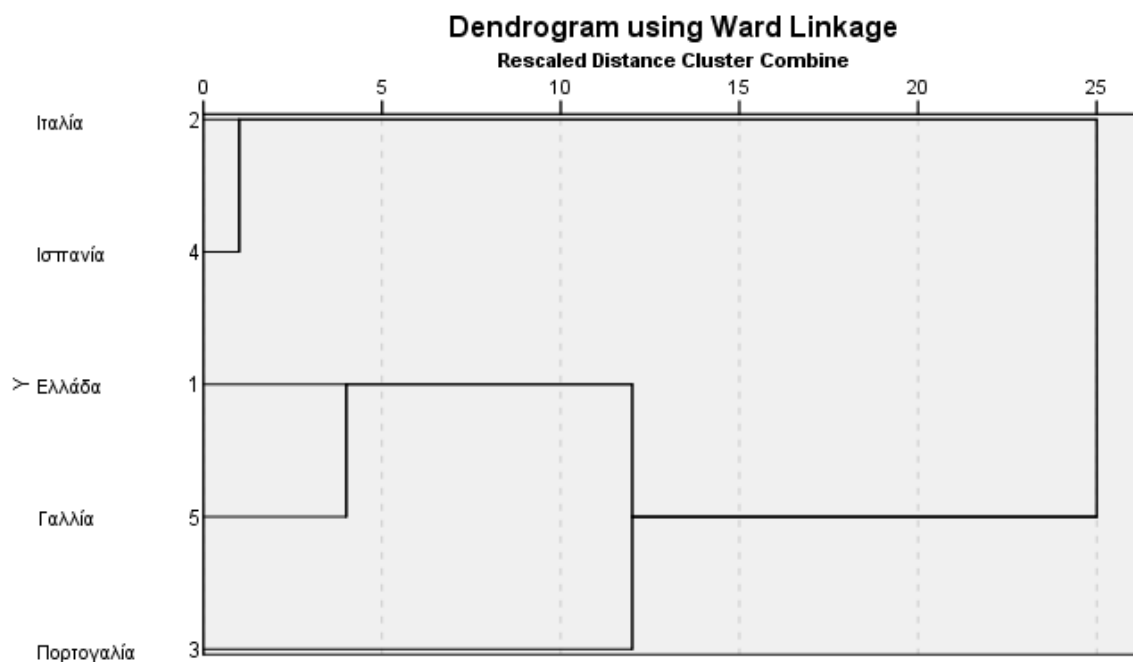 Dendrogram using Ward Linkage
Rescaled Distance Cluster Combine
0 5 10 15 20 25
Ιταλία 2
Ισπανία 4
Y Ελλάδα 1
Γαλλία 5
Πορτογαλία 3